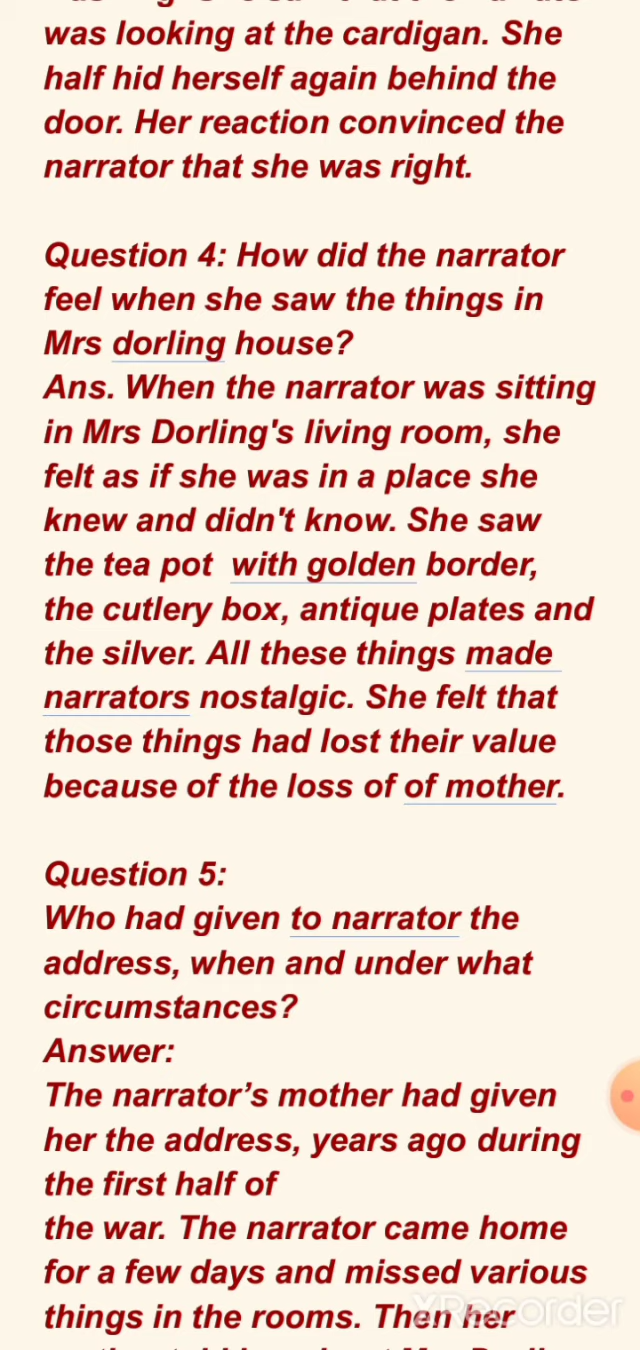 was looking at the cardigan. She
half hid herself again behind the
door. Her reaction convinced the
narrator that she was right.
Question 4: How did the narrator
feel when she saw the things in
Mrs dorling house?
Ans. When the narrator was sitting
in Mrs Dorling's living room, she
felt as if she was in a place she
knew and didn't know. She saw
the tea pot  with golden border,
the cutlery box, antique plates and
the silver. All these things made
narrators nostalgic. She felt that
those things had lost their value
because of the loss of of mother.
Question 5:
Who had given to narrator the
address, when and under what
circumstances?
Answer:
The narrator’s mother had given
her the address, years ago during
the first half of
the war. The narrator came home
for a few days and missed various
things in the rooms. Then her
XRecorder